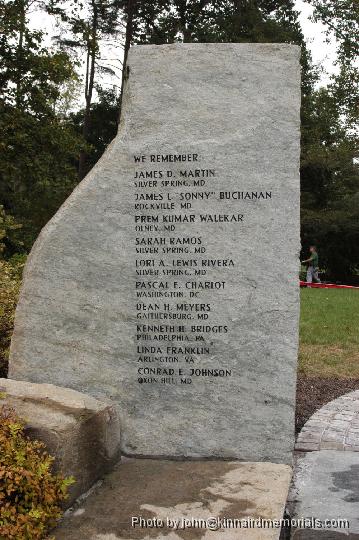 WE REMEMBER
JAMES D. MARTIN
SILVER SPRING, MD
JAMES L "SONNY" BUCHANAN
ROCKVILLE, MD
PREM KUMAR WALEKAR
OLNEY, MD
SARAH RAMOS
SILVER SPRING, MD
LORI A. LEWIS RIVERA
SILVER SPRING, MD
PASCAL E. CHARLOT
WASHINGTON, DC
DEAN H. MEYERS
GAITHERSBURG, MD
KENNETH H. BRIDGES
PHILADELPHIA, PA
LINDA FRANKLIN
ARLINGTON, VA
CONRAD E. JOHNSON
OXON HILL, MD
Photo by john@kinnairdmemorials.com